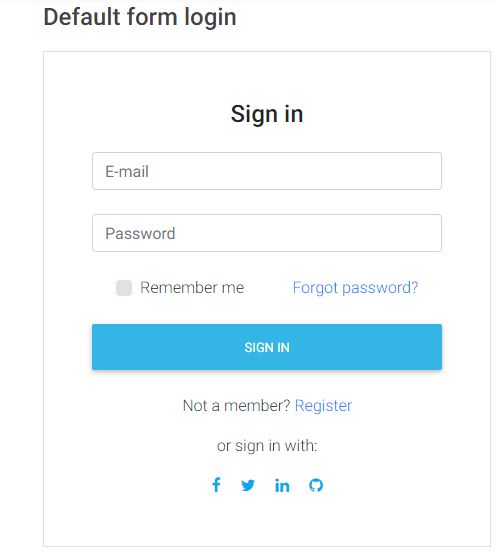 Default form login
Sign in
E-mail
Password
Remember me Forgot password?
SIGN IN
Not a member? Register
or sign in with: